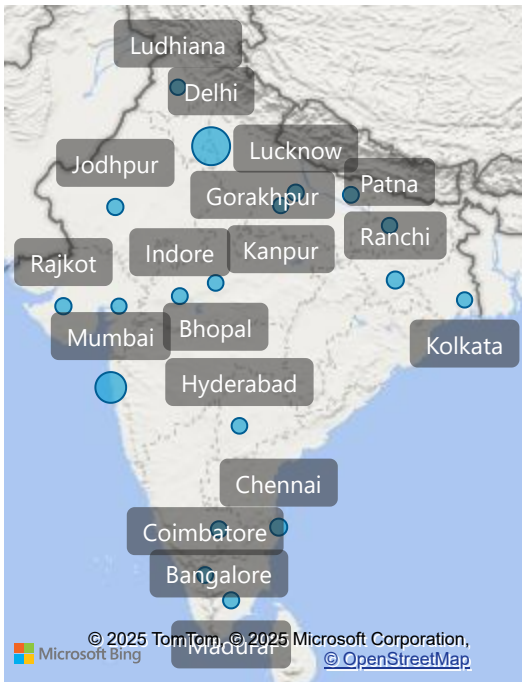 Ludhiana
Delhi
Lucknow
Jodhpur
Patna
Gorakhpur
Ranchi
Indore
Kanpur
Rajkot
Bhopal
Mumbai
Kolkata
Hyderabad
Chennai
Coimbatore
Bangalore
© 2025 TomTom, © 2025 Microsoft Corporation,
Madurai
Microsoft Bing
© OpenStreetMap